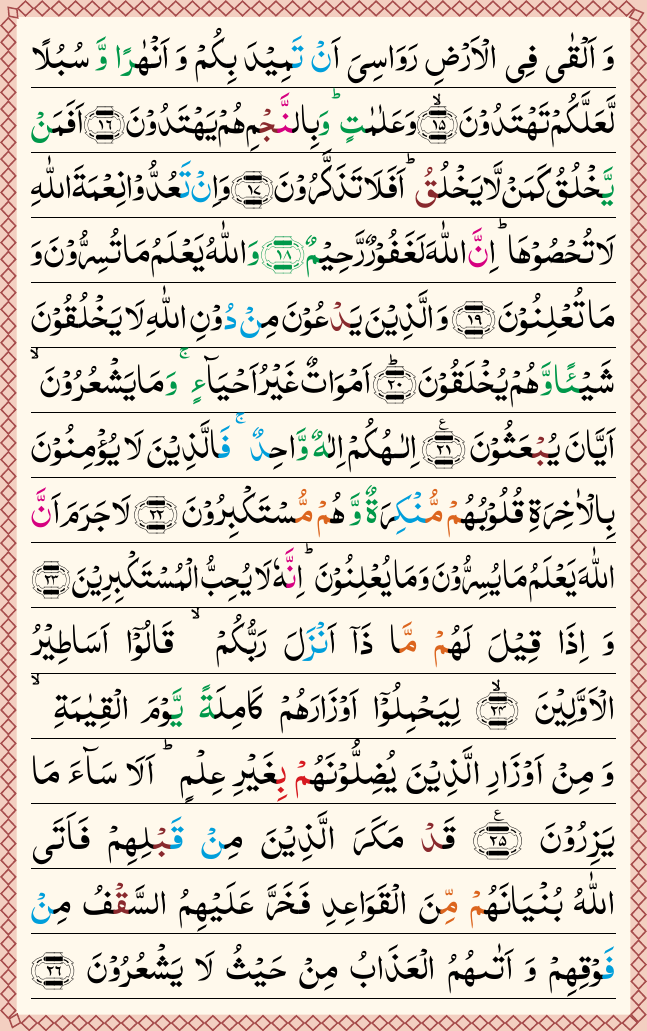 وَ اَلْقٰى فِى الْاَرْضِ رَوَاسِىَ اَنْ تَمِيْدَ بِكُمْ وَ اَنْهٰرًا وَّ سُبُلًا
لَّعَلَّكُمْ تَهْتَدُوْنَ ۙ‏﴿۱۵﴾ وَعَلٰمٰتٍ‌ؕ وَبِالنَّجْمِ هُمْ يَهْتَدُوْنَ ﴿۱۶﴾ اَفَمَنْ
يَّخْلُقُ كَمَنْ لَّا يَخْلُقُ‌ؕ اَفَلَا تَذَكَّرُوْنَ ﴿۱۷﴾ وَاِنْ تَعُدُّوْا نِعْمَةَ اللّٰهِ
لَا تُحْصُوْهَاؕ اِنَّ اللّٰهَ لَغَفُوْرٌ رَّحِيْمٌ ﴿۱۸﴾ وَاللّٰهُ يَعْلَمُ مَا تُسِرُّوْنَ وَ
مَا تُعْلِنُوْنَ ﴿۱۹﴾ وَالَّذِيْنَ يَدْعُوْنَ مِنْ دُوْنِ اللّٰهِ لَا يَخْلُقُوْنَ
شَيْـًٔا وَّهُمْ يُخْلَقُوْنَؕ ﴿۲۰﴾ اَمْوَاتٌ غَيْرُ اَحْيَآءٍ‌ ۚ وَمَا يَشْعُرُوْنَ ۙ
اَيَّانَ يُبْعَثُوْنَ ﴿۲۱﴾ اِلٰـهُكُمْ اِلٰهٌ وَّاحِدٌ‌ ۚ فَالَّذِيْنَ لَا يُؤْمِنُوْنَ
بِالْاٰخِرَةِ قُلُوْبُهُمْ مُّنْكِرَةٌ وَّ هُمْ مُّسْتَكْبِرُوْنَ ﴿۲۲﴾ لَا جَرَمَ اَنَّ
اللّٰهَ يَعْلَمُ مَا يُسِرُّوْنَ وَمَا يُعْلِنُوْنَ‌ؕ اِنَّهٗ لَا يُحِبُّ الْمُسْتَكْبِرِيْنَ ﴿۲۳﴾
وَ اِذَا قِيْلَ لَهُمْ مَّا ذَاۤ اَنْزَلَ رَبُّكُمْ‌ ۙ قَالُوْۤا اَسَاطِيْرُ
الْاَوَّلِيْنَ ۙ‏﴿۲۴﴾ لِيَحْمِلُوْۤا اَوْزَارَهُمْ كَامِلَةً يَّوْمَ الْقِيٰمَةِ‌ ۙ
وَ مِنْ اَوْزَارِ الَّذِيْنَ يُضِلُّوْنَهُمْ بِغَيْرِ عِلْمٍ‌ ؕ اَلَا سَآءَ مَا
يَزِرُوْنَ ﴿۲۵﴾ قَدْ مَكَرَ الَّذِيْنَ مِنْ قَبْلِهِمْ فَاَتَى
اللّٰهُ بُنْيَانَهُمْ مِّنَ الْقَوَاعِدِ فَخَرَّ عَلَيْهِمُ السَّقْفُ مِنْ
فَوْقِهِمْ وَ اَتٰٮهُمُ الْعَذَابُ مِنْ حَيْثُ لَا يَشْعُرُوْنَ ﴿۲۶﴾